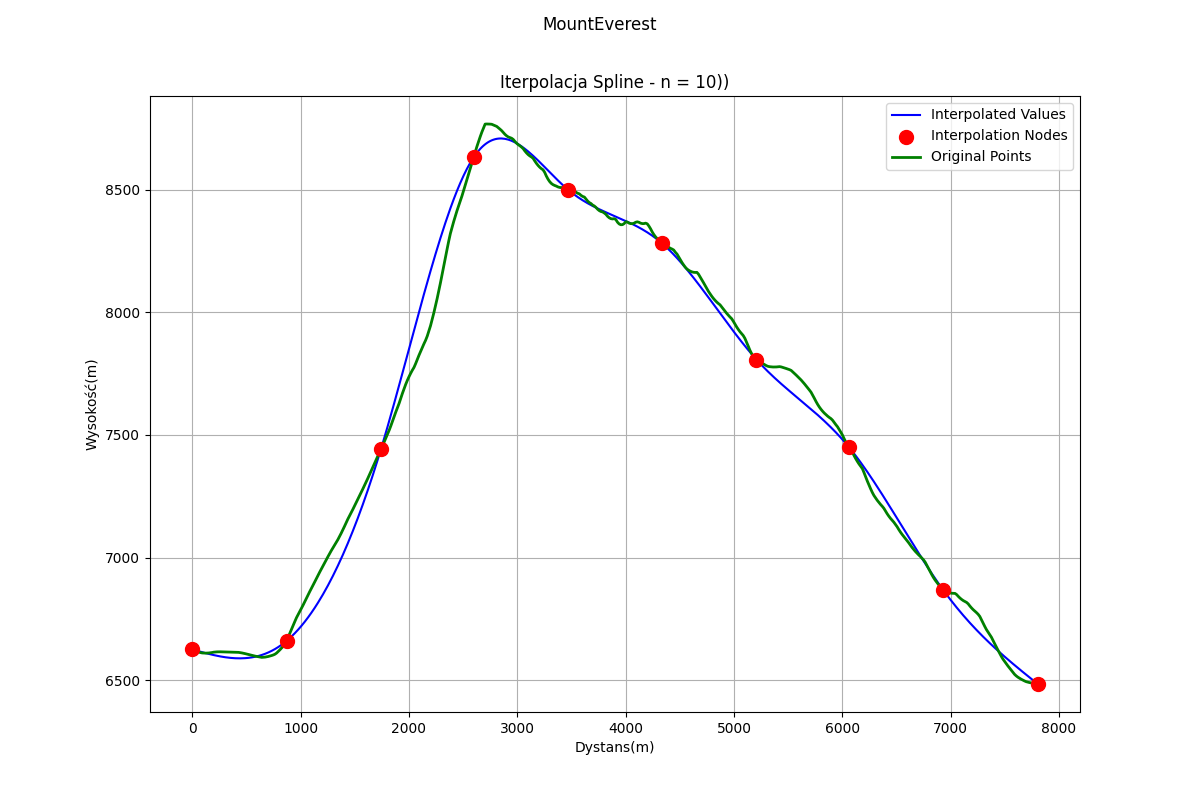 MountEverest
Iterpolacja Spline - n = 10))
Interpolated Values
Interpolation Nodes
Original Points
Wysokość(m)
8500
8000
7500
7000
6500
0 1000 2000 3000 4000 5000 6000 7000 8000
Dystans(m)